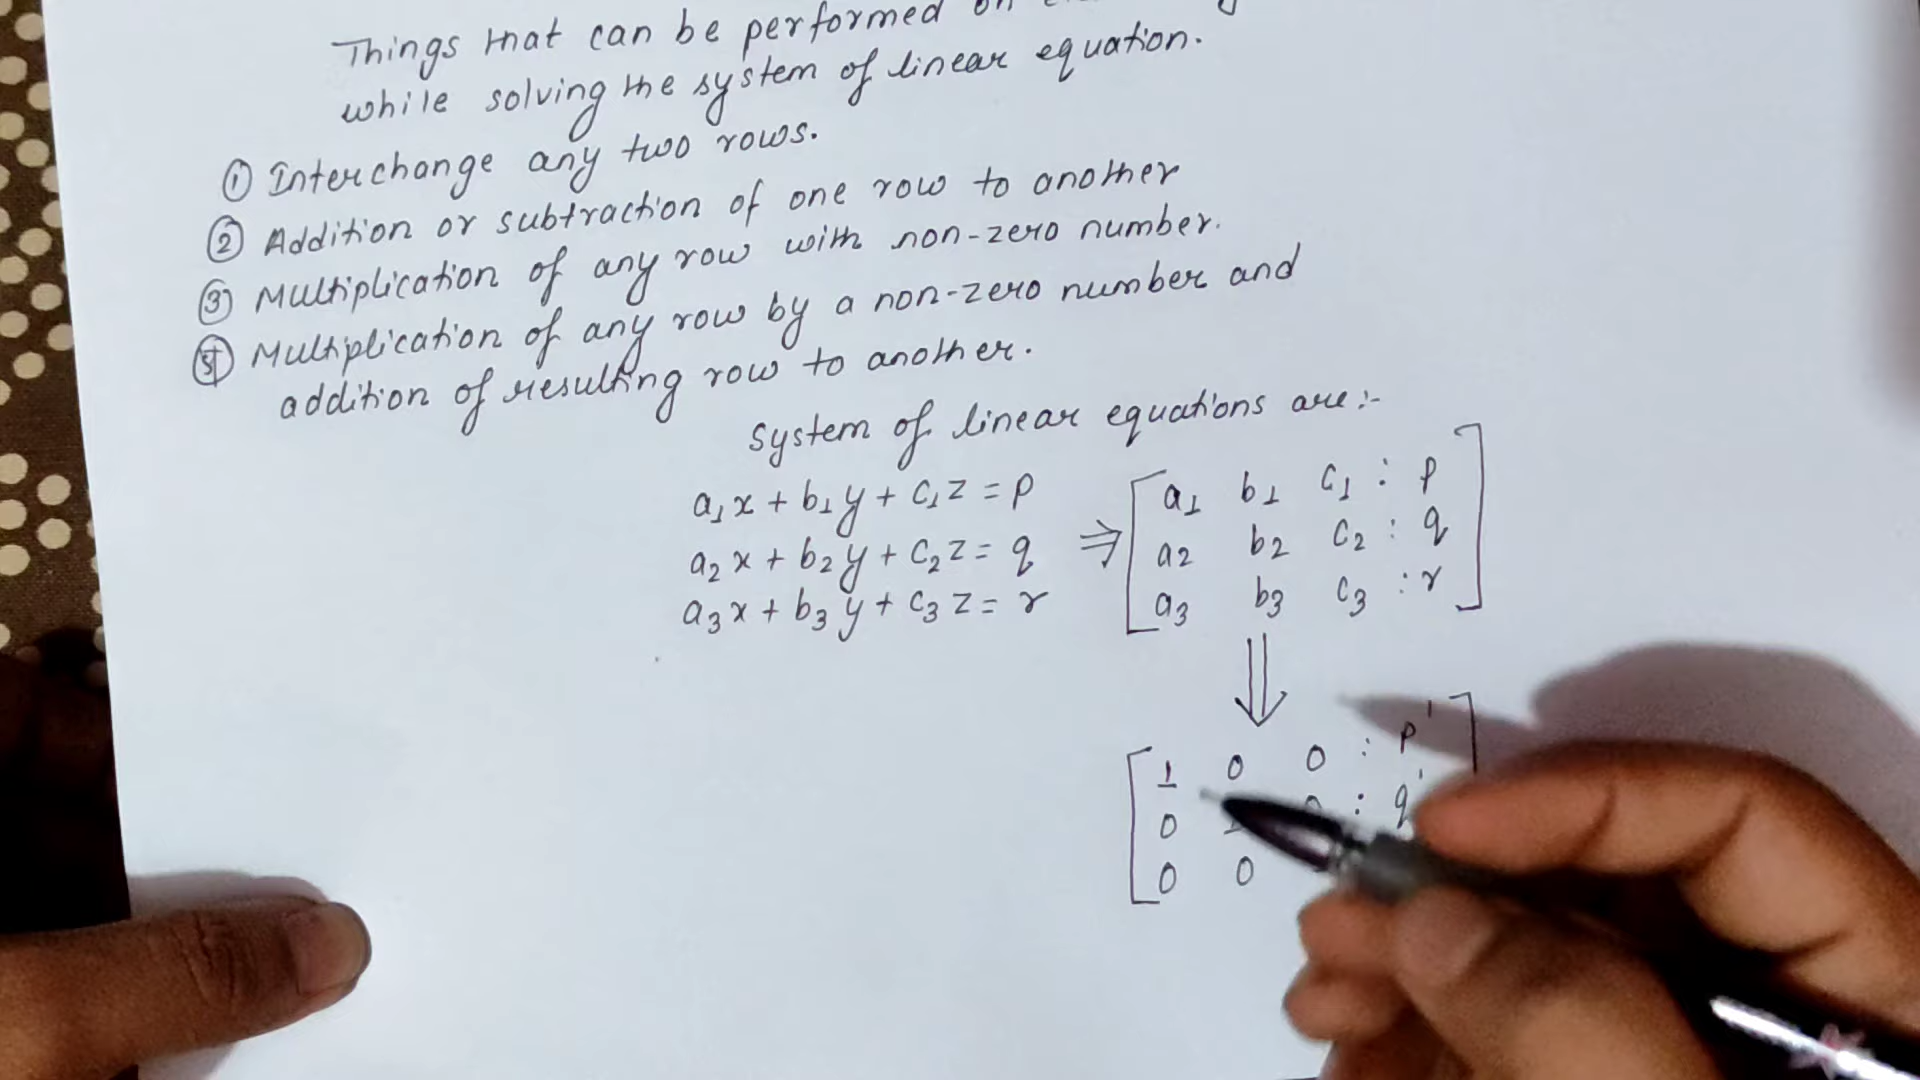 Things that can be performed on
while solving the system of linear equation.
① Interchange any two rows.
② Addition or subtraction of one row to another
③ Multiplication of any row with non-zero number.
Multiplication of any row by a non-zero number and
addition of resulting row to another.
System of linear equations are:-
a₁x + b₁y + c₁z = p ⇒ [a₁ b₁ c₁ : p
a₂x + b₂y + c₂z = q a₂ b₂ c₂ : q
a₃x + b₃y + c₃z = r a₃ b₃ c₃ : r]
⇓
[1 0 0 : p'
0 : q'
0 0